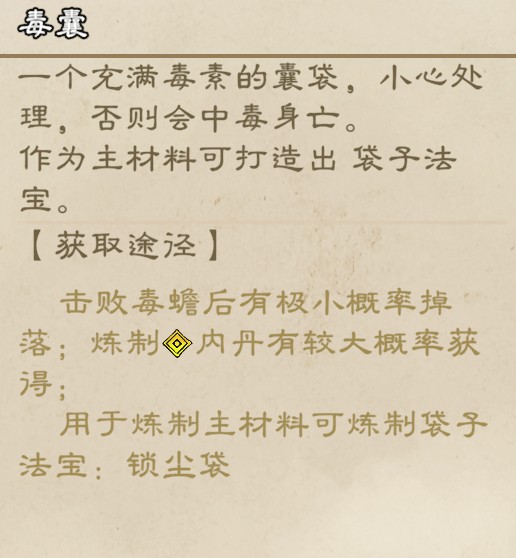 毒囊
一个充满毒素的囊袋，小心处
理，否则会中毒身亡。
作为主材料可打造出 袋子法
宝。
【获取途径】
击败毒蟾后有极小概率掉
落；炼制内丹有较大概率获
得；
用于炼制主材料可炼制袋子
法宝：锁尘袋